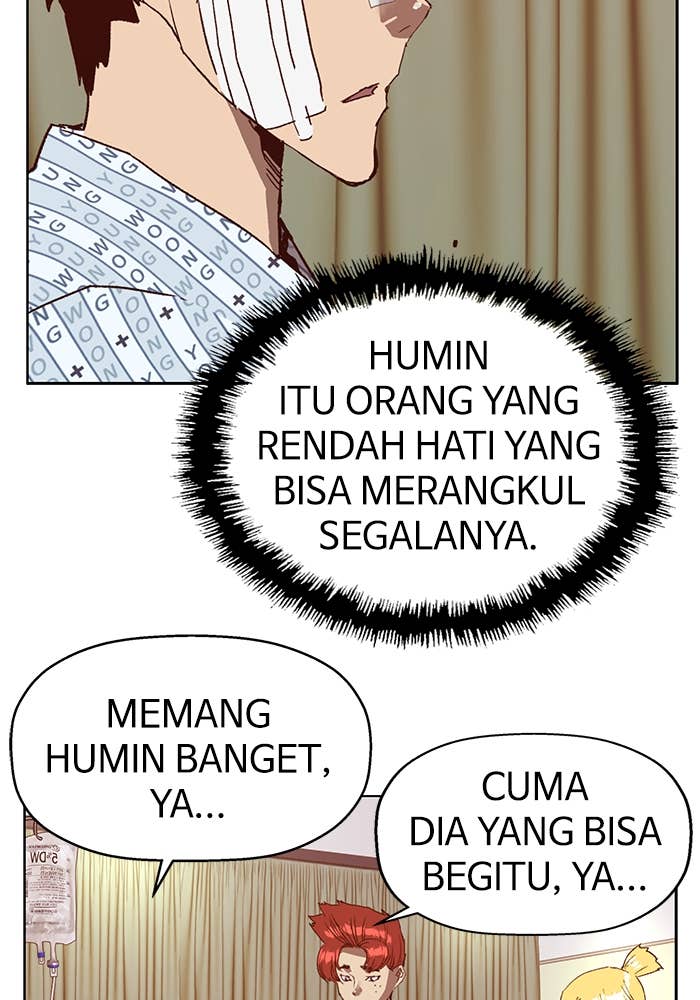 HUMIN
ITU ORANG YANG
RENDAH HATI YANG
BISA MERANGKUL
SEGALANYA.
MEMANG
HUMIN BANGET,
YA...
CUMA
DIA YANG BISA
BEGITU, YA...